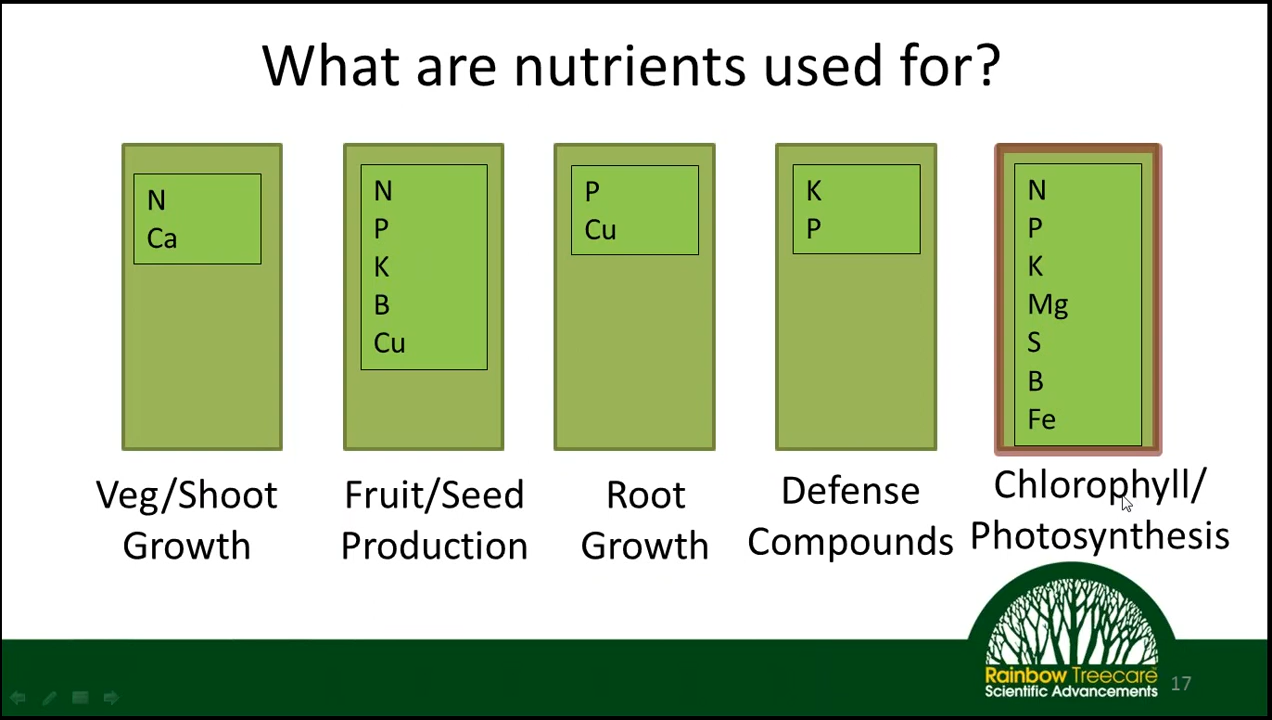 What are nutrients used for?
N
Ca
N
P
K
B
Cu
P
Cu
K
P
N
P
K
Mg
S
B
Fe
Veg/Shoot
Growth
Fruit/Seed
Production
Root
Growth
Defense
Compounds
Chlorophyll/
Photosynthesis
Rainbow Treecare
Scientific Advancements
17